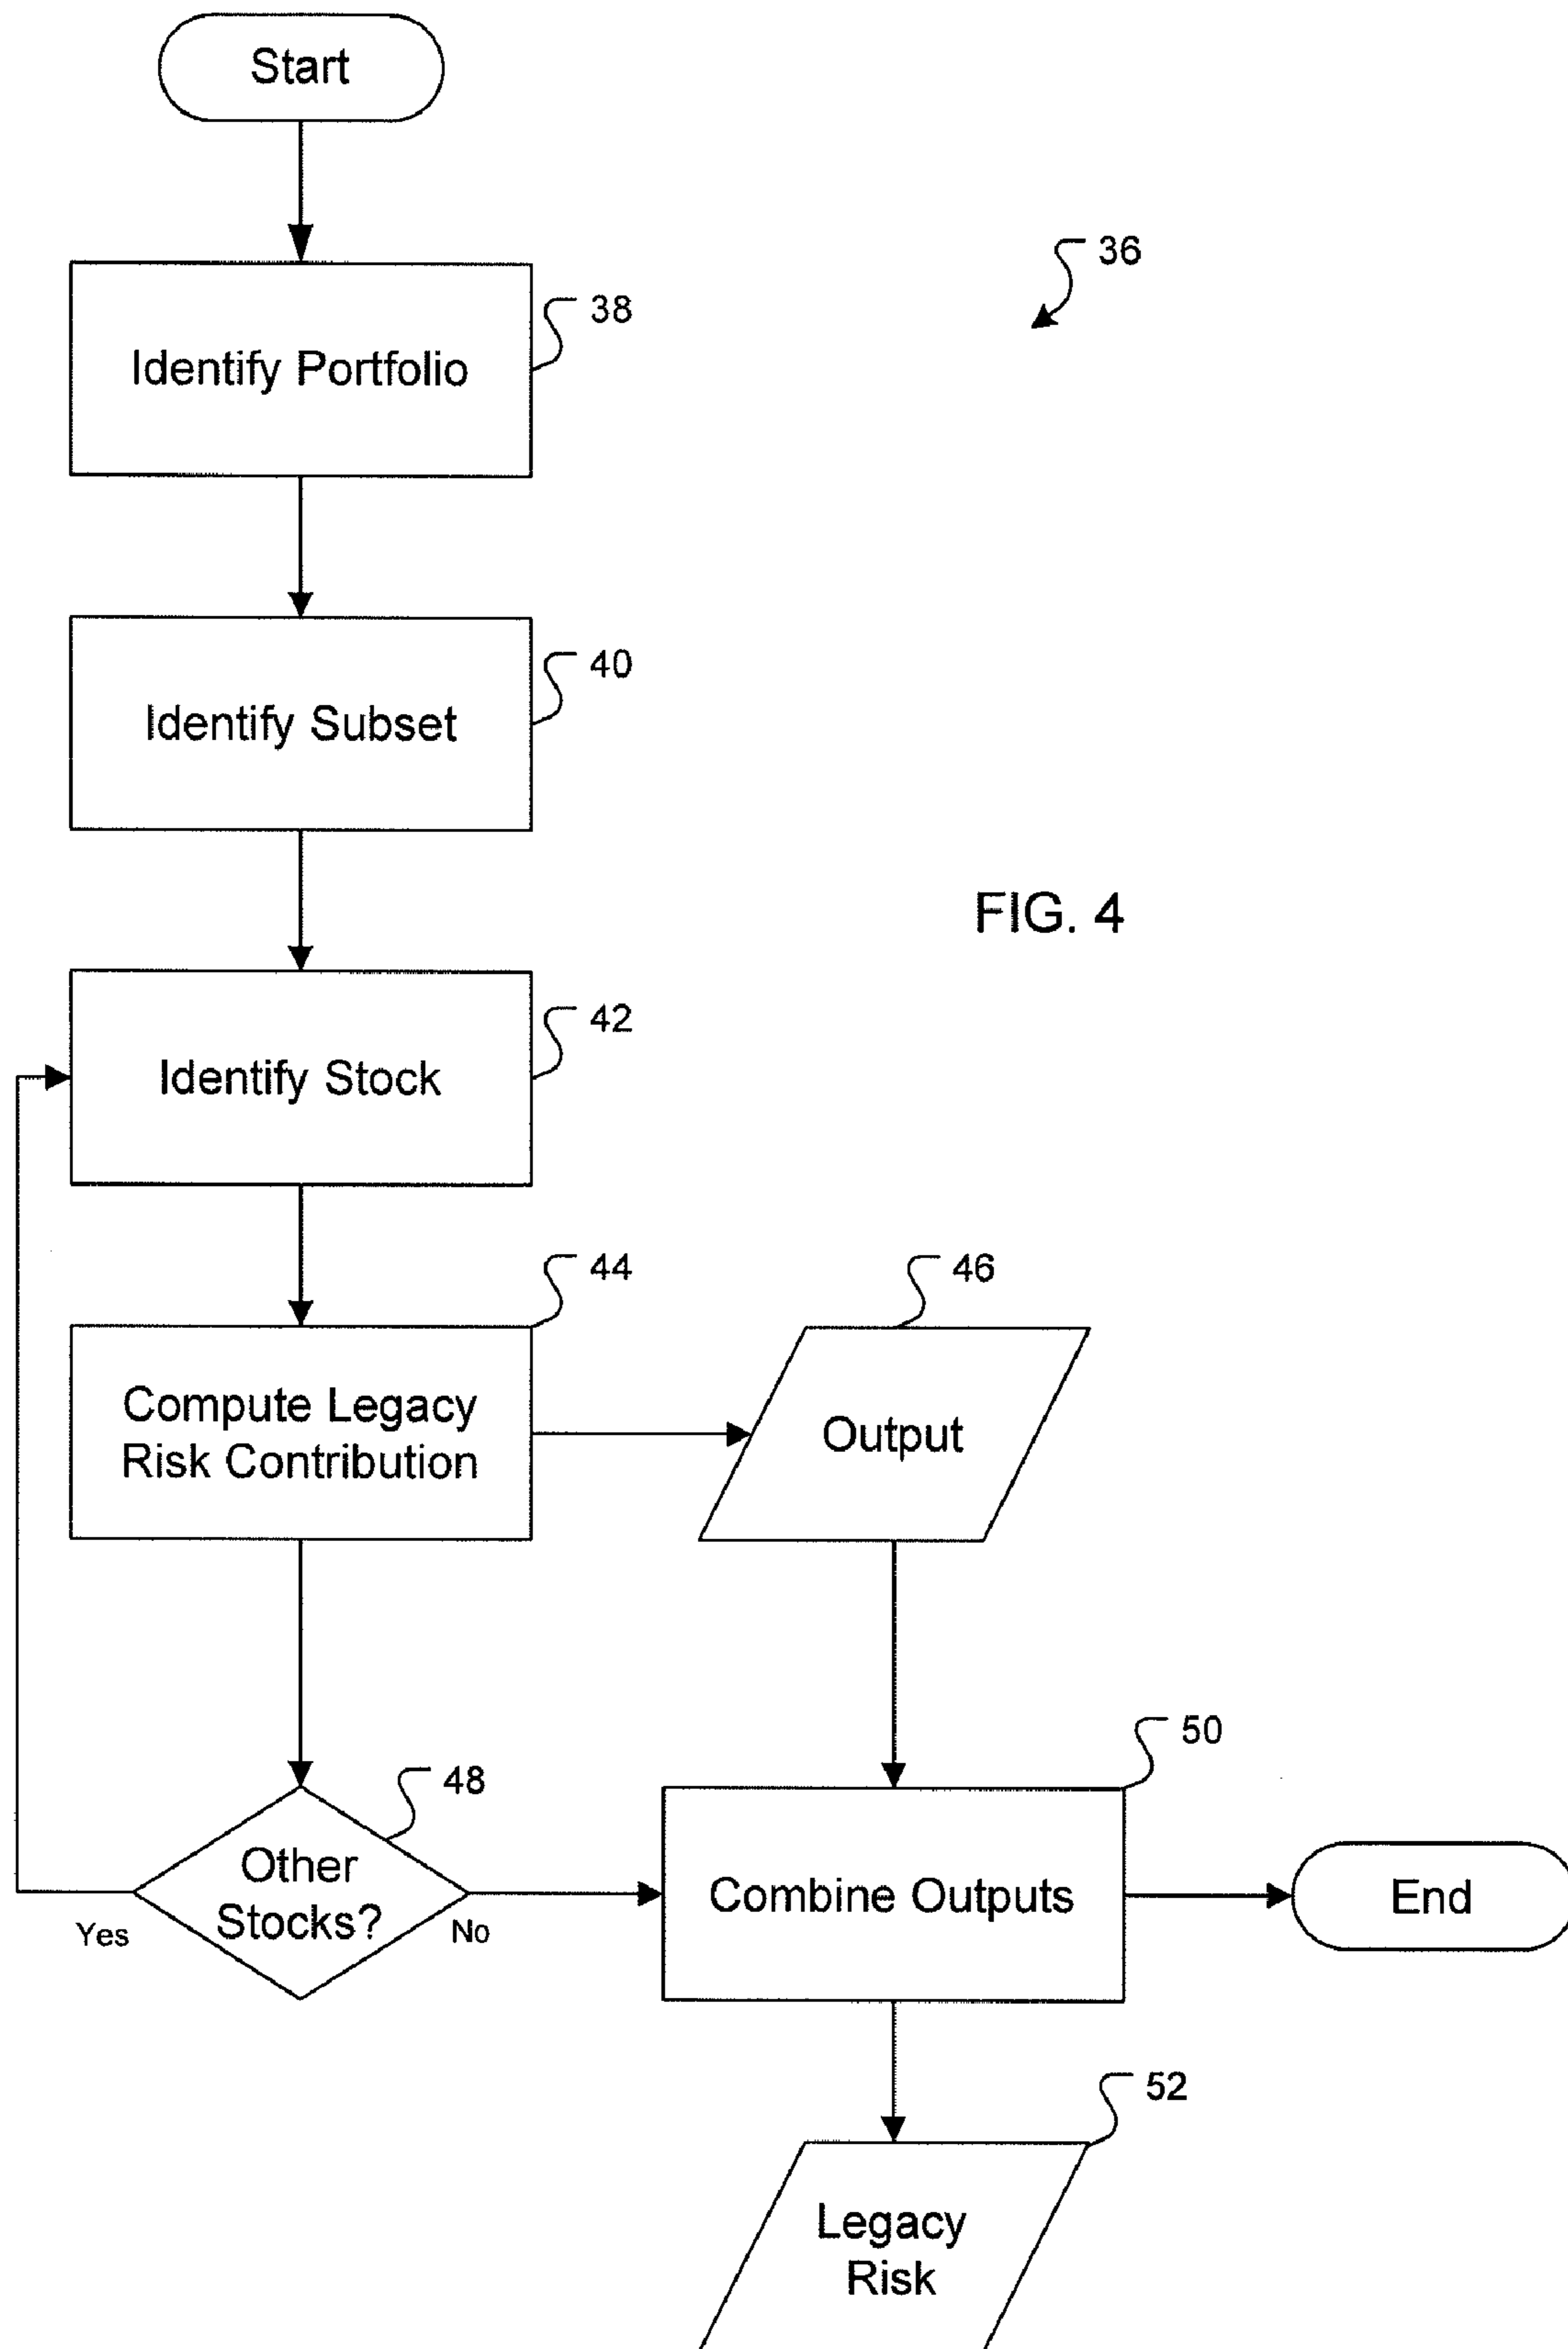 Start
36
38
Identify Portfolio
40
Identify Subset
FIG. 4
42
Identify Stock
44
46
Compute Legacy
Risk Contribution
Output
50
48
Other
Stocks?
Yes
No
Combine Outputs
End
52
Legacy
Risk